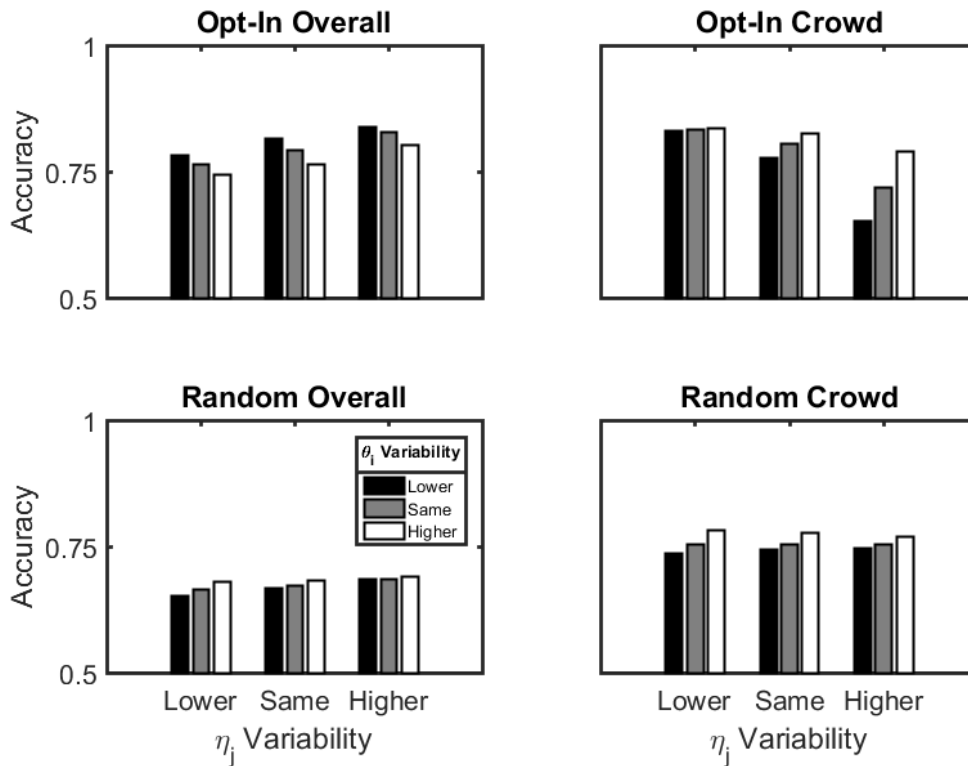 Opt-In Overall
Opt-In Crowd
1
0.75
0.5
Accuracy
Random Overall
Random Crowd
1
0.75
0.5
Accuracy
θi Variability
Lower
Same
Higher
Lower Same Higher
ηj Variability
Lower Same Higher
ηj Variability